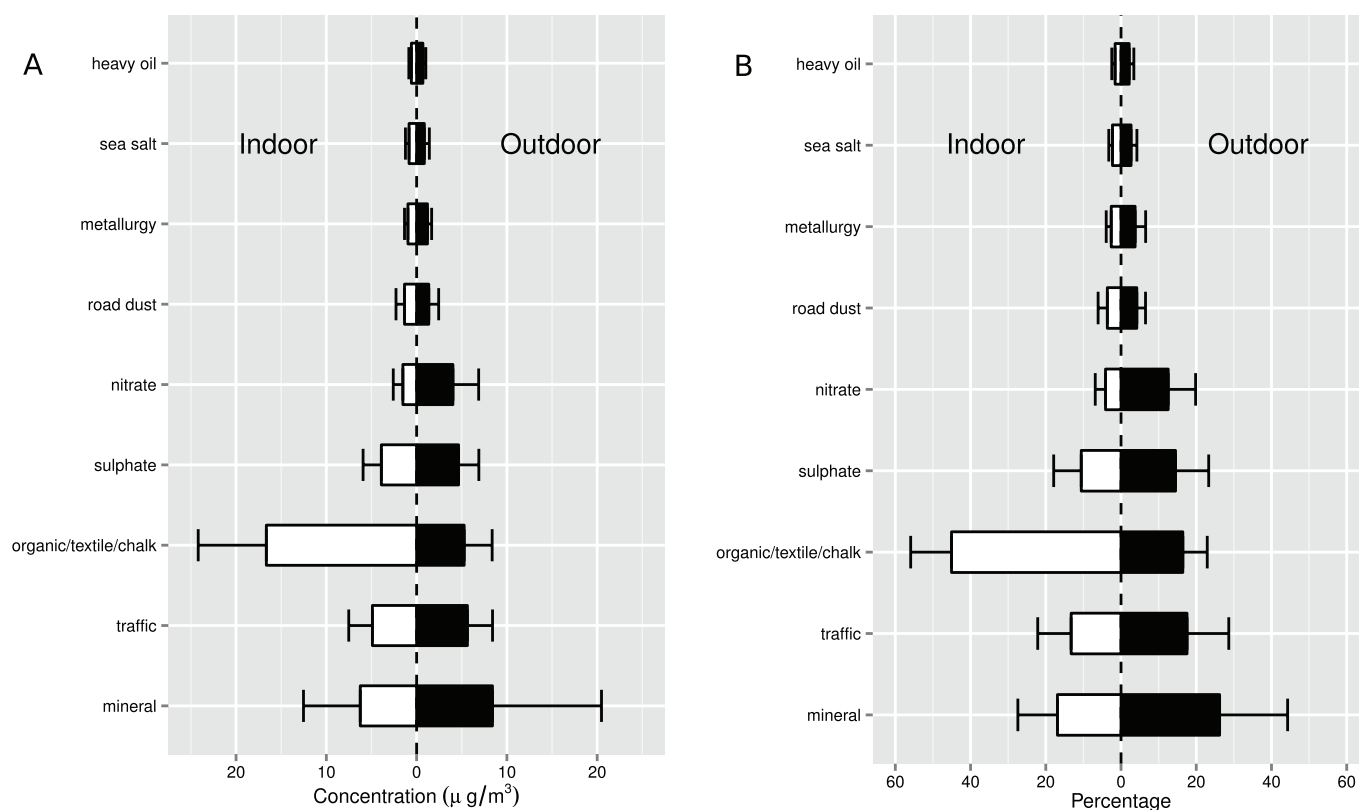 A
heavy oil
sea salt
metallurgy
road dust
nitrate
sulphate
organic/textile/chalk
traffic
mineral
Indoor
Outdoor
20 10 0 10 20
Concentration (μ g/m³)
B
heavy oil
sea salt
metallurgy
road dust
nitrate
sulphate
organic/textile/chalk
traffic
mineral
Indoor
Outdoor
60 40 20 0 20 40 60
Percentage